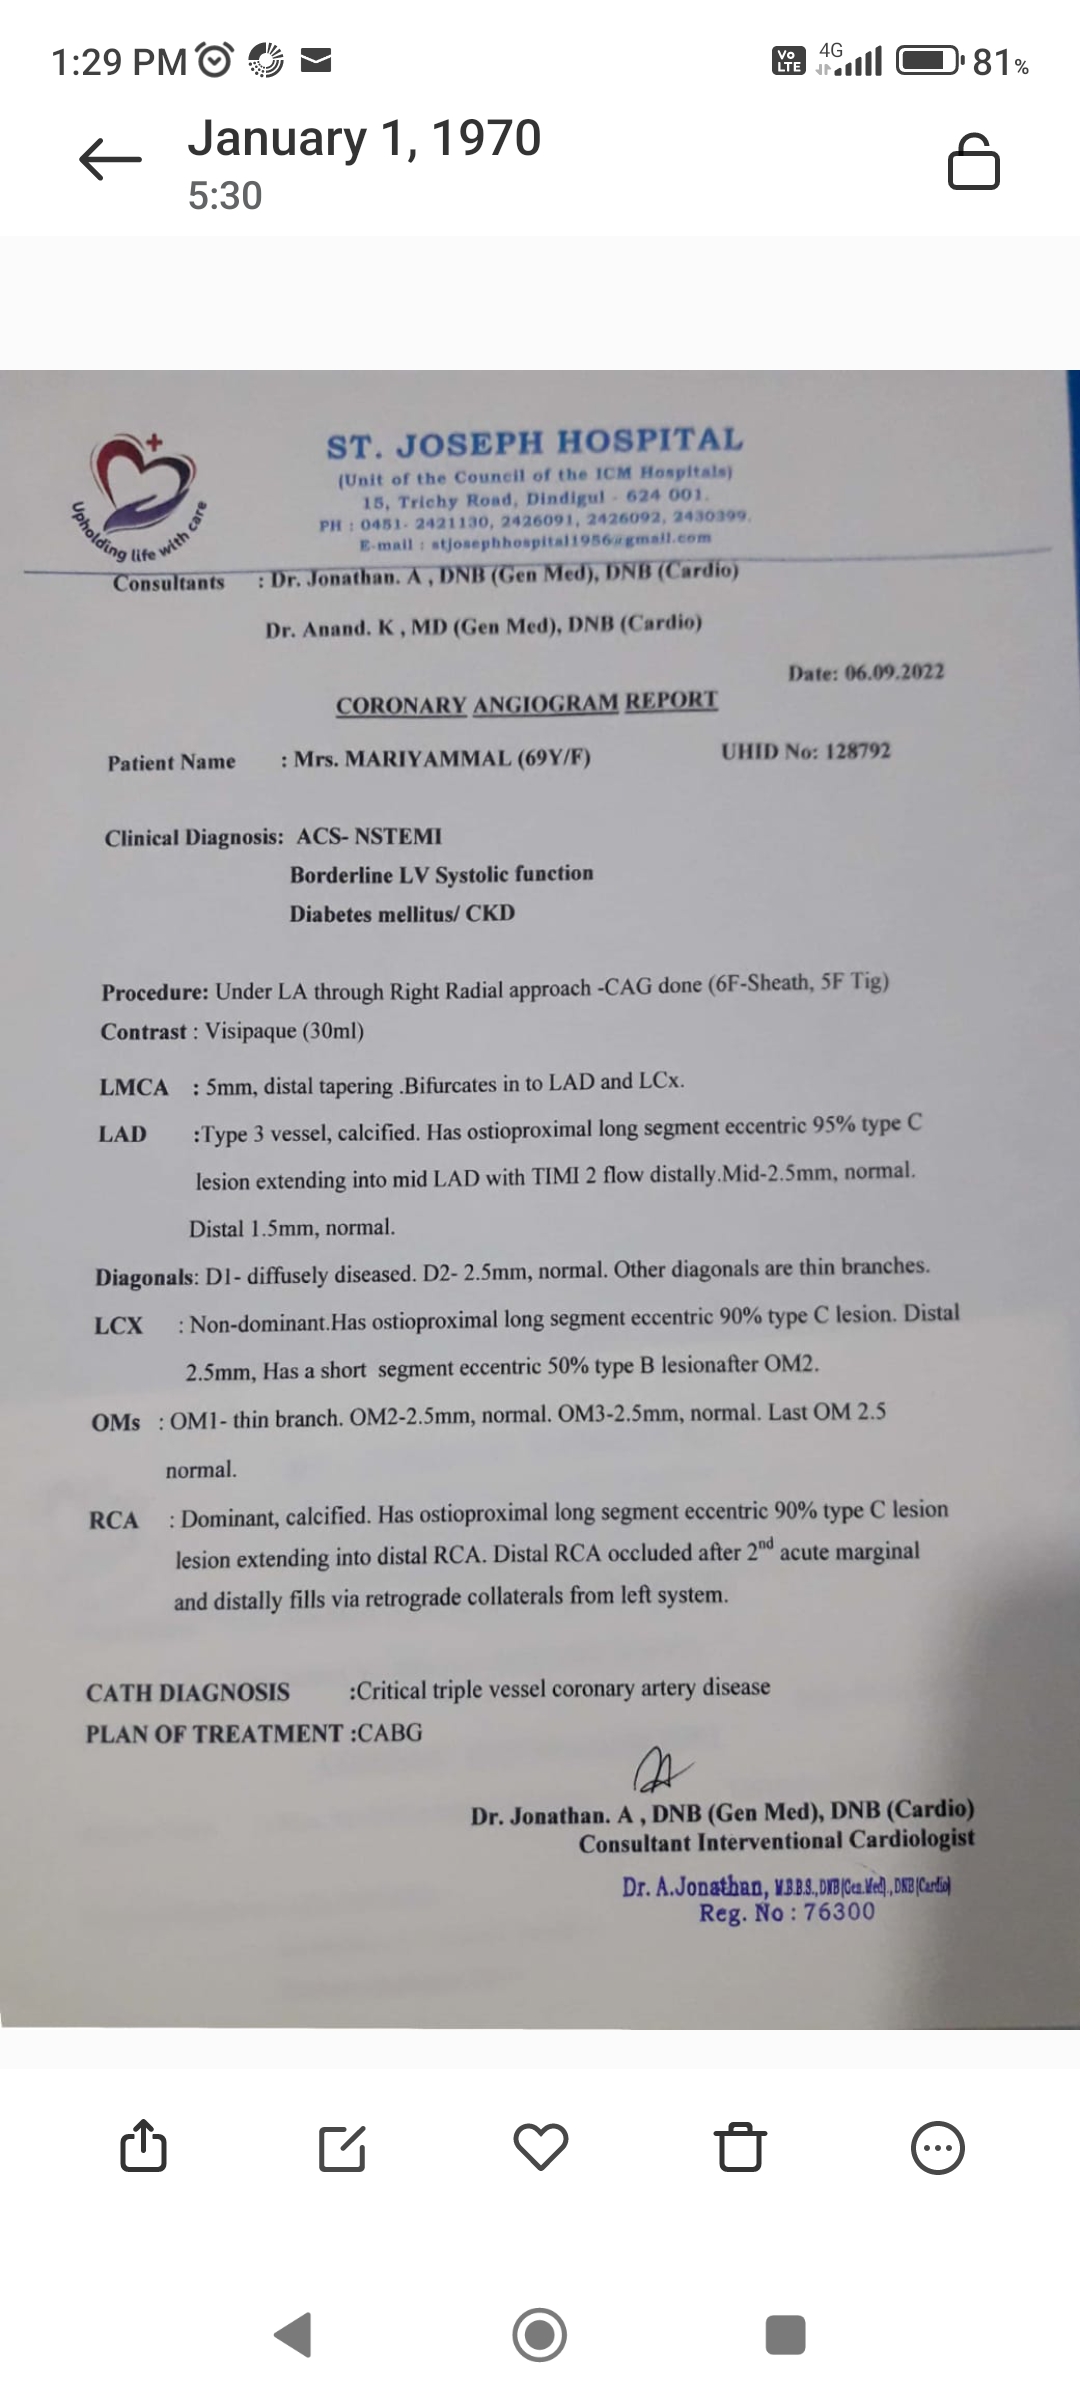 1:29 PM
Vo LTE 4G 81%
January 1, 1970
5:30
Upholding life with care
ST. JOSEPH HOSPITAL
(Unit of the Council of the ICM Hospitals)
15, Trichy Road, Dindigul - 624 001.
PH : 0451- 2421130, 2426091, 2426092, 2430399.
E-mail : stjosephhospital1956@gmail.com
Consultants : Dr. Jonathan. A , DNB (Gen Med), DNB (Cardio)
Dr. Anand. K , MD (Gen Med), DNB (Cardio)
Date: 06.09.2022
CORONARY ANGIOGRAM REPORT
Patient Name : Mrs. MARIYAMMAL (69Y/F) UHID No: 128792
Clinical Diagnosis: ACS- NSTEMI
Borderline LV Systolic function
Diabetes mellitus/ CKD
Procedure: Under LA through Right Radial approach -CAG done (6F-Sheath, 5F Tig)
Contrast : Visipaque (30ml)
LMCA : 5mm, distal tapering .Bifurcates in to LAD and LCx.
LAD :Type 3 vessel, calcified. Has ostioproximal long segment eccentric 95% type C
lesion extending into mid LAD with TIMI 2 flow distally.Mid-2.5mm, normal.
Distal 1.5mm, normal.
Diagonals: D1- diffusely diseased. D2- 2.5mm, normal. Other diagonals are thin branches.
LCX : Non-dominant.Has ostioproximal long segment eccentric 90% type C lesion. Distal
2.5mm, Has a short segment eccentric 50% type B lesionafter OM2.
OMs : OM1- thin branch. OM2-2.5mm, normal. OM3-2.5mm, normal. Last OM 2.5
normal.
RCA : Dominant, calcified. Has ostioproximal long segment eccentric 90% type C lesion
lesion extending into distal RCA. Distal RCA occluded after 2nd acute marginal
and distally fills via retrograde collaterals from left system.
CATH DIAGNOSIS :Critical triple vessel coronary artery disease
PLAN OF TREATMENT :CABG
Dr. Jonathan. A , DNB (Gen Med), DNB (Cardio)
Consultant Interventional Cardiologist
Dr. A.Jonathan, M.B.B.S.,DNB(Gen.Med).,DNB(Cardio)
Reg. No : 76300